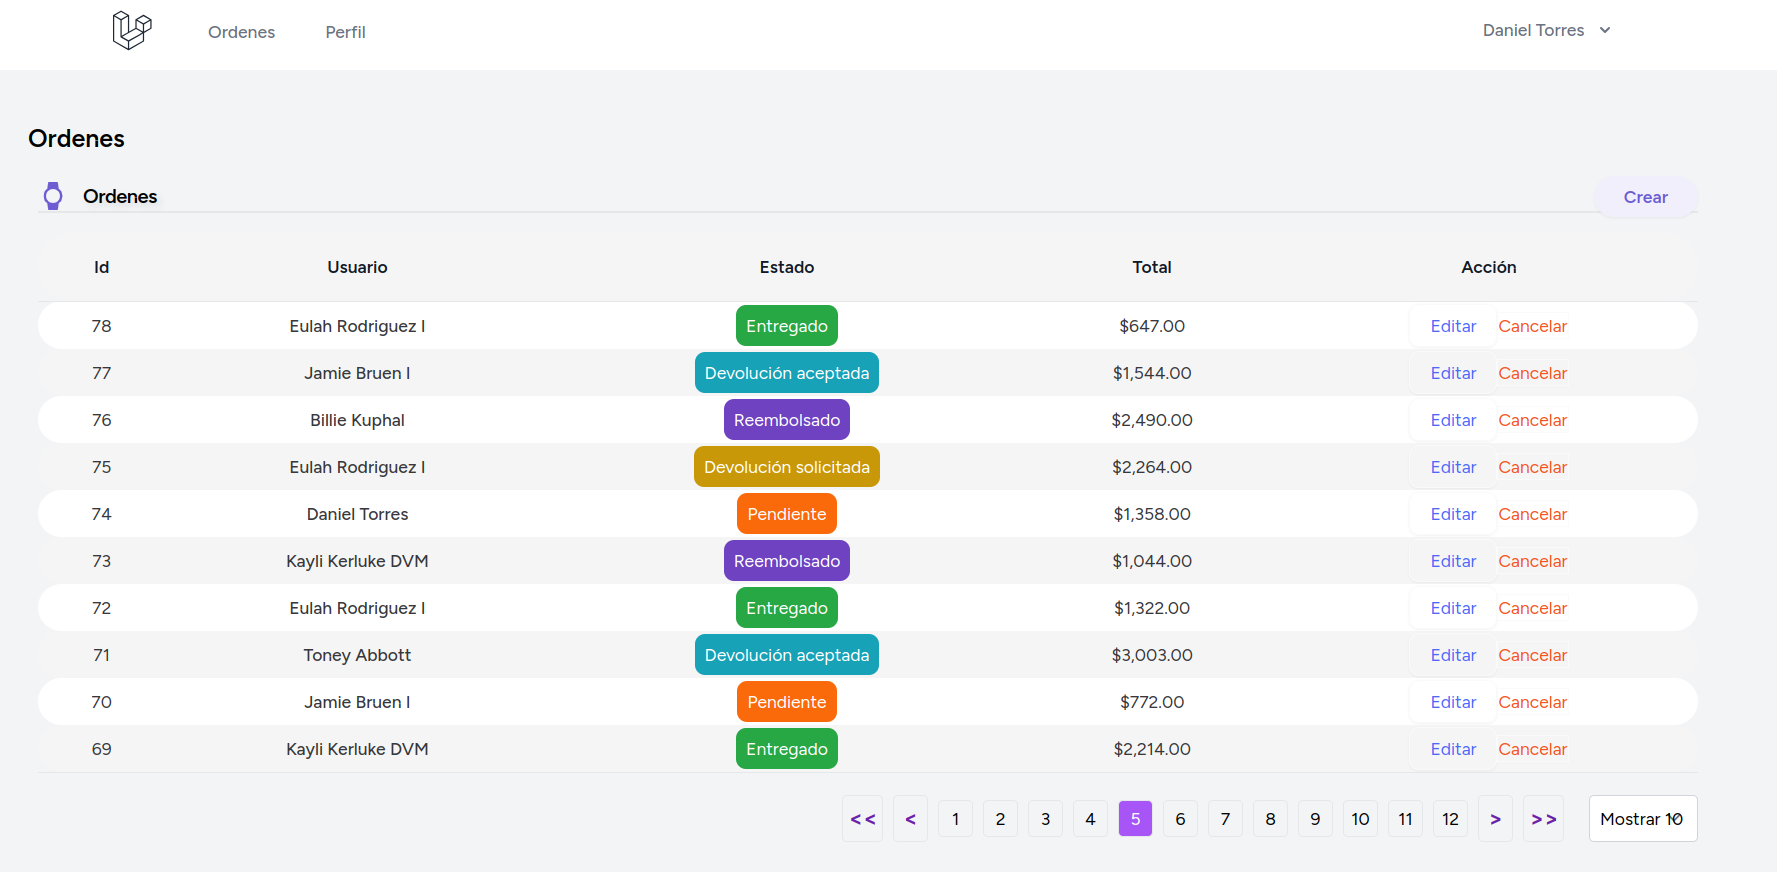 Ordenes Perfil Daniel Torres
Ordenes
Ordenes Crear
Id Usuario Estado Total Acción
78 Eulah Rodriguez I Entregado $647.00 Editar Cancelar
77 Jamie Bruen I Devolución aceptada $1,544.00 Editar Cancelar
76 Billie Kuphal Reembolsado $2,490.00 Editar Cancelar
75 Eulah Rodriguez I Devolución solicitada $2,264.00 Editar Cancelar
74 Daniel Torres Pendiente $1,358.00 Editar Cancelar
73 Kayli Kerluke DVM Reembolsado $1,044.00 Editar Cancelar
72 Eulah Rodriguez I Entregado $1,322.00 Editar Cancelar
71 Toney Abbott Devolución aceptada $3,003.00 Editar Cancelar
70 Jamie Bruen I Pendiente $772.00 Editar Cancelar
69 Kayli Kerluke DVM Entregado $2,214.00 Editar Cancelar
<< < 1 2 3 4 5 6 7 8 9 10 11 12 > >> Mostrar 10